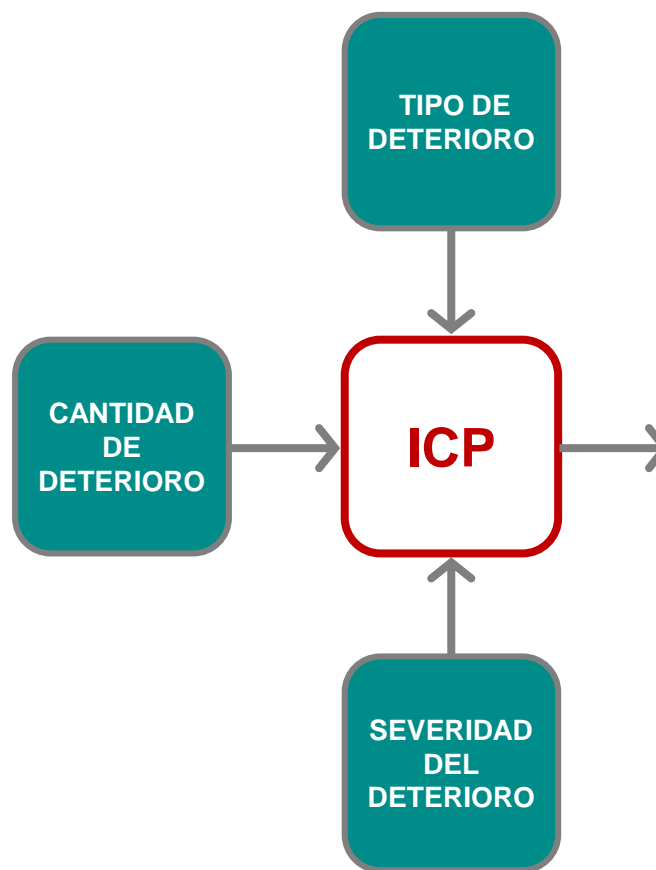 TIPO DE
DETERIORO
CANTIDAD
DE
DETERIORO
ICP
SEVERIDAD
DEL
DETERIORO